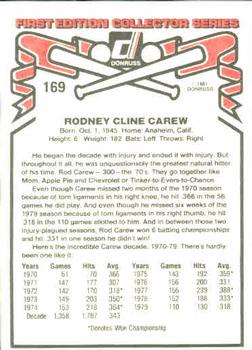 FIRST EDITION COLLECTOR SERIES
DONRUSS
169
1981
DONRUSS
RODNEY CLINE CAREW
Born: Oct. 1, 1945 Home: Anaheim, Calif.
Height: 6 Weight: 182 Bats: Left Throws: Right
He began the decade with injury and ended it with injury. But
throughout, he was unquestionably the greatest natural hitter of
his time. Rod Carew – 300 – the '70's. They go together like
Mom, Apple Pie and Chevrolet or Tinker-to-Evers-to-Chance.
Even though Carew missed two months of the 1970 season
because of torn ligaments in his right knee, he hit .366 in the 56
games he did play. And even though he missed six weeks of the
1979 season because of torn ligaments in his right thumb, he hit
.318 in the 110 games allotted to him. And in between those two
injury-plagued seasons, Rod Carew won 6 batting championships
and hit .331 in one season he didn't win!
Here's the incredible Carew decade, 1970-79. There's hardly
been one like it:
Years Games Hits Avg. Years Games Hits Avg.
1970 51 70 .366 1975 143 192 .359*
1971 147 177 .307 1976 156 200 .331
1972 142 170 .318* 1977 155 239 .388*
1973 149 203 .350* 1978 152 188 .333*
1974 153 218 .364* 1979 110 130 .318
Decade 1,358 1,787 .343
*Denotes Won Championship